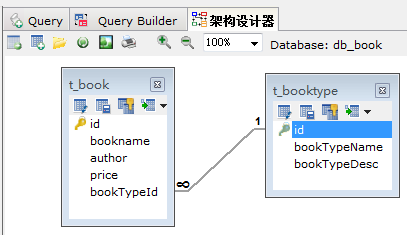 Query
Query Builder
架构设计器
100%
Database: db_book
t_book
id
bookname
author
price
bookTypeId
∞
1
t_booktype
id
bookTypeName
bookTypeDesc